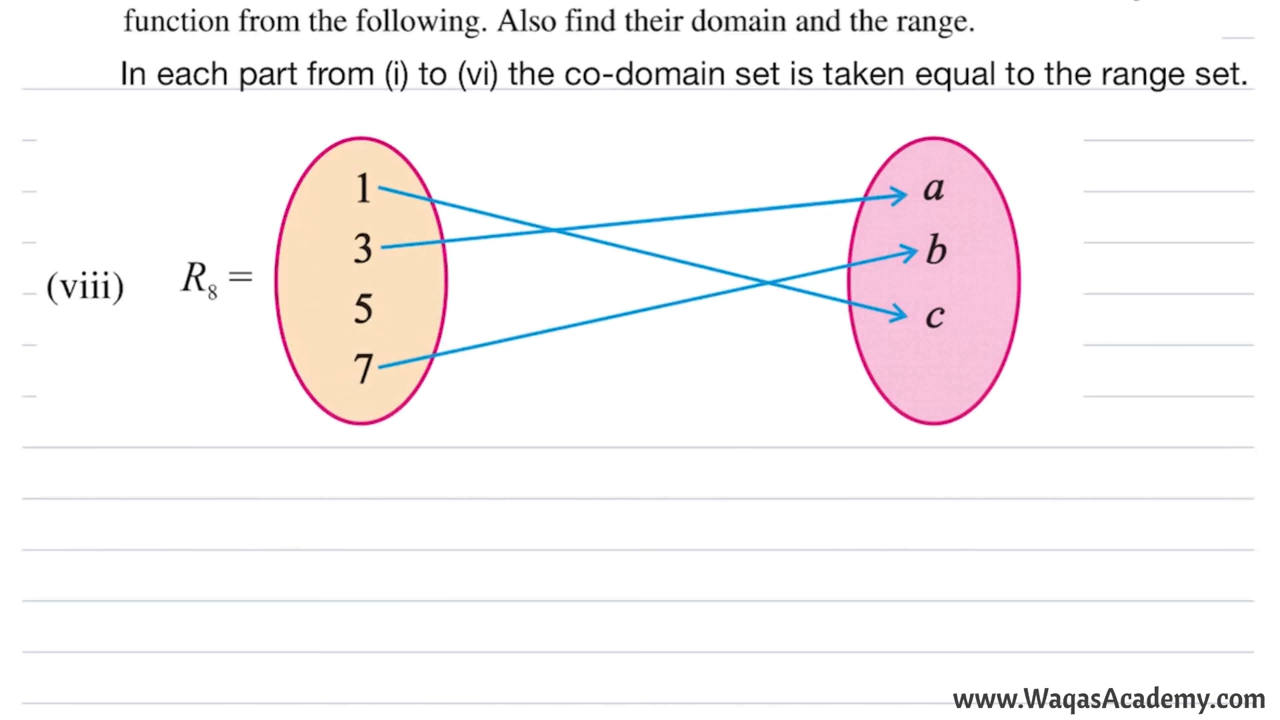 function from the following. Also find their domain and the range.
In each part from (i) to (vi) the co-domain set is taken equal to the range set.
(viii) R₈ =
1
3
5
7
a
b
c
www.WaqasAcademy.com